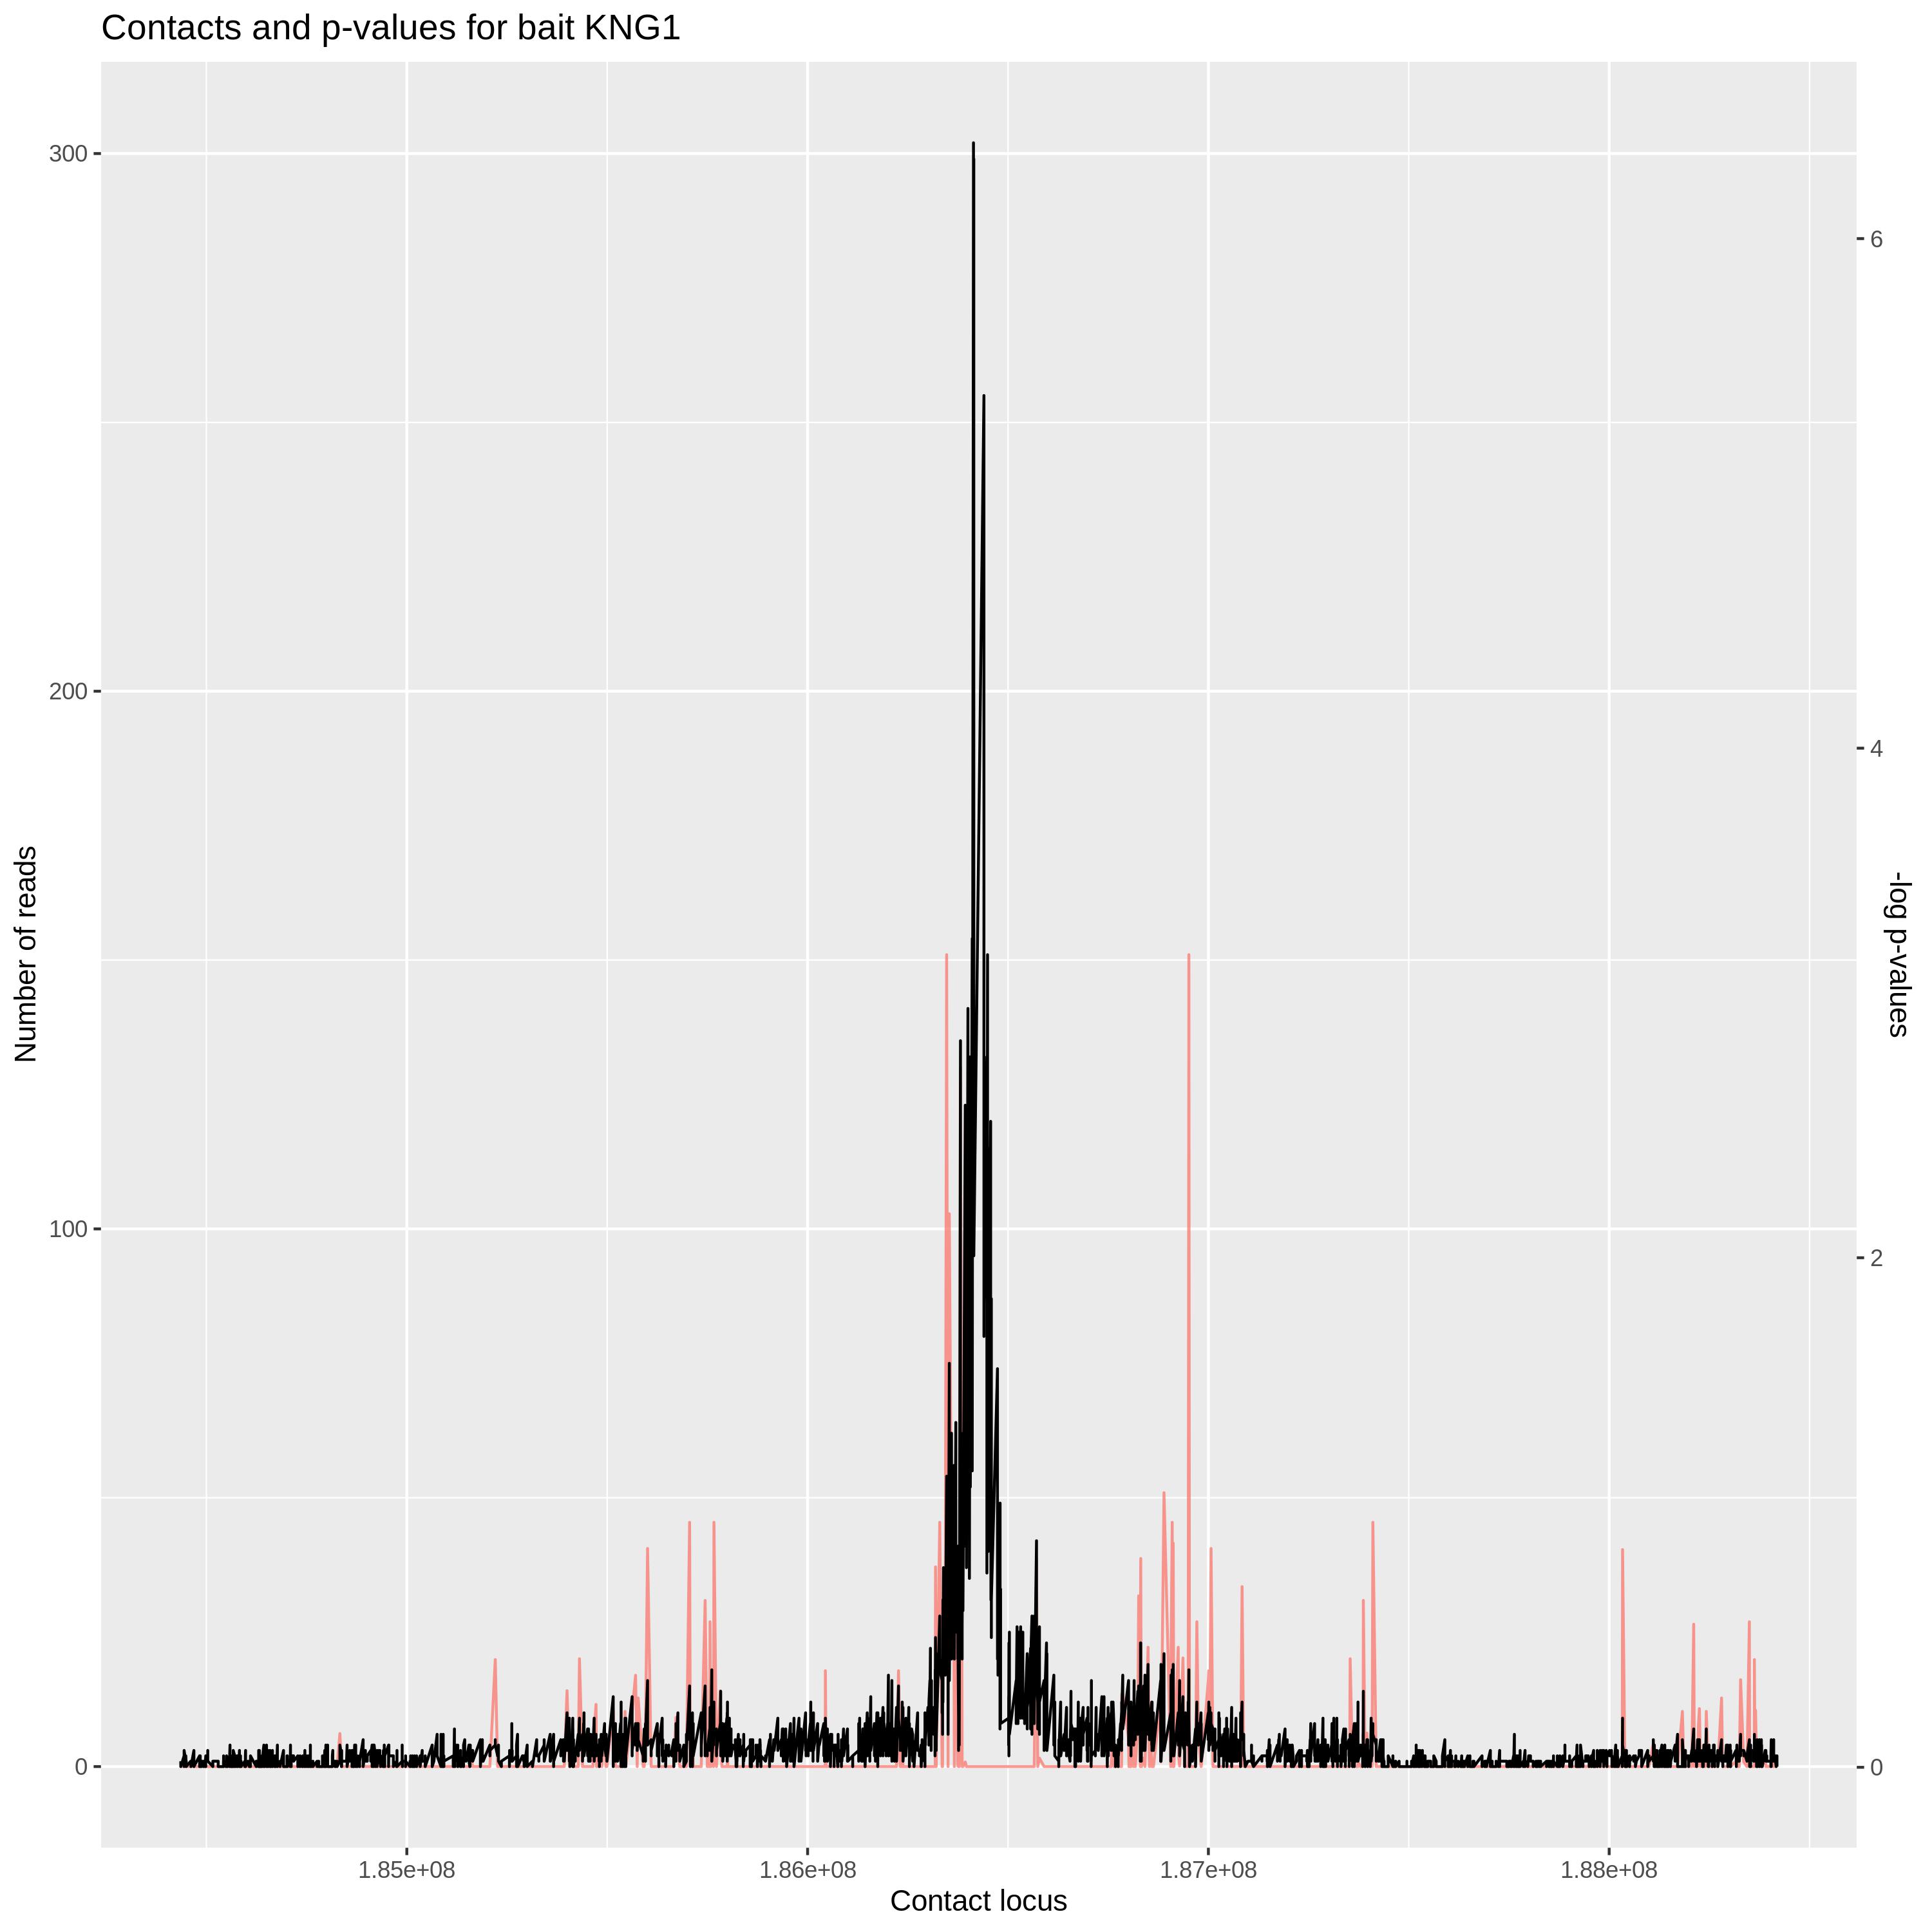 Contacts and p-values for bait KNG1
300
200
100
0
Number of reads
6
4
2
0
-log p-values
1.85e+08 1.86e+08 1.87e+08 1.88e+08
Contact locus